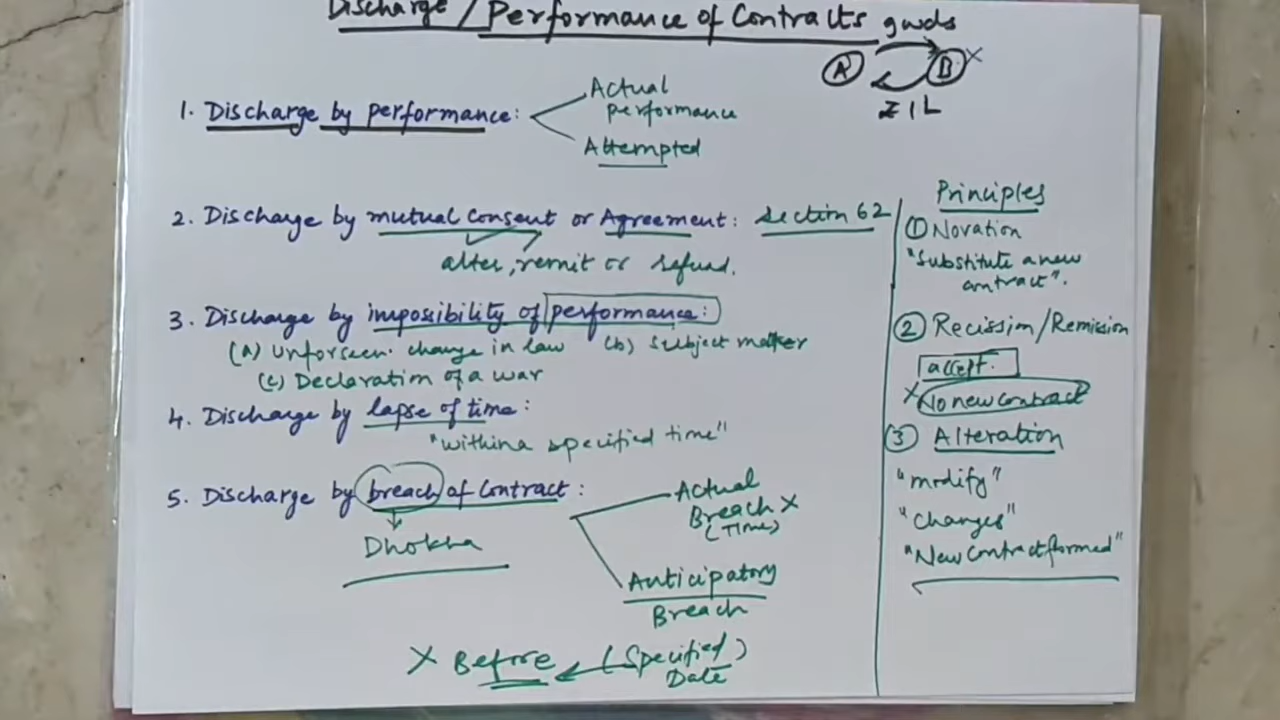 Discharge / Performance of Contracts
goods
A B X
Z 1 L
1. Discharge by performance:
Actual
performance
Attempted
2. Discharge by mutual consent or Agreement: Section 62
alter, remit or refund.
3. Discharge by impossibility of performance:
(a) Unforseen change in law (b) Subject matter
(c) Declaration of a war
4. Discharge by lapse of time:
"within a specified time"
5. Discharge by breach of Contract:
Dhokha
Actual
Breach X
(Time)
Anticipatory
Breach
X Before (Specified
Date)
Principles
① Novation
"Substitute a new
contract".
② Recission/Remission
accept.
X No new contract
③ Alteration
"modify"
"Changes"
"New Contract formed"